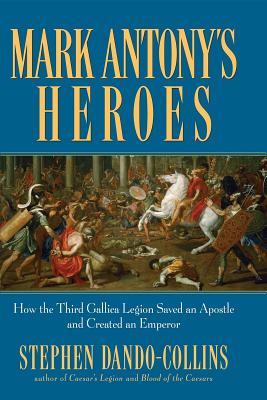 MARK ANTONY'S
HEROES
How the Third Gallica Legion Saved an Apostle
and Created an Emperor
STEPHEN DANDO-COLLINS
author of Caesar's Legion and Blood of the Caesars